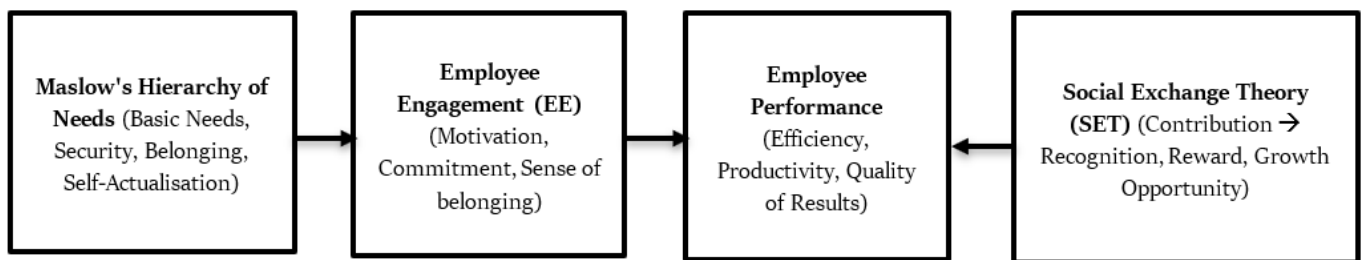 Maslow's Hierarchy of
Needs (Basic Needs,
Security, Belonging,
Self-Actualisation)
Employee
Engagement (EE)
(Motivation,
Commitment, Sense of
belonging)
Employee
Performance
(Efficiency,
Productivity, Quality
of Results)
Social Exchange Theory
(SET) (Contribution →
Recognition, Reward, Growth
Opportunity)